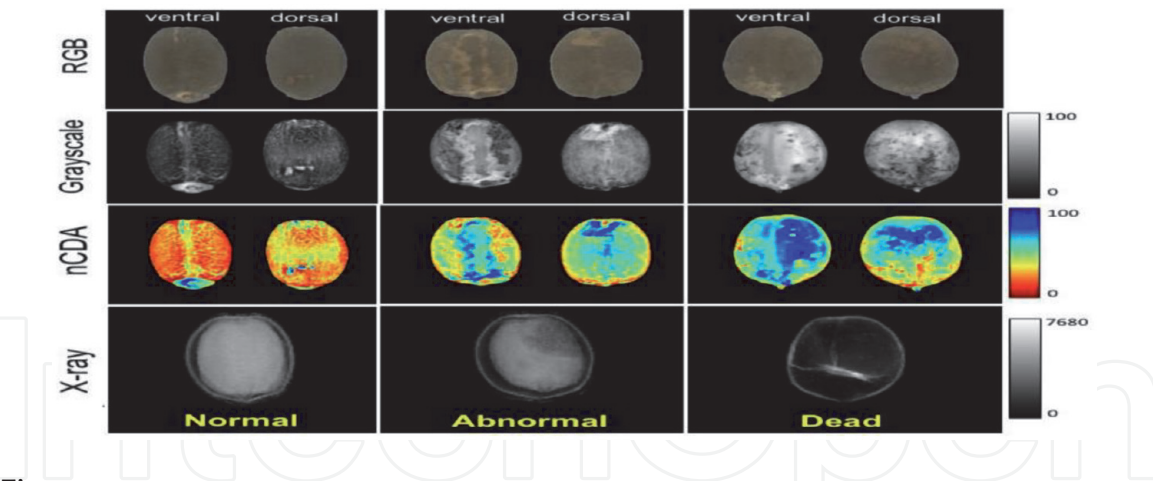 ventral dorsal ventral dorsal ventral dorsal
RGB
Grayscale
100
0
nCDA
100
0
X-ray
7680
0
Normal Abnormal Dead
IntechOpen